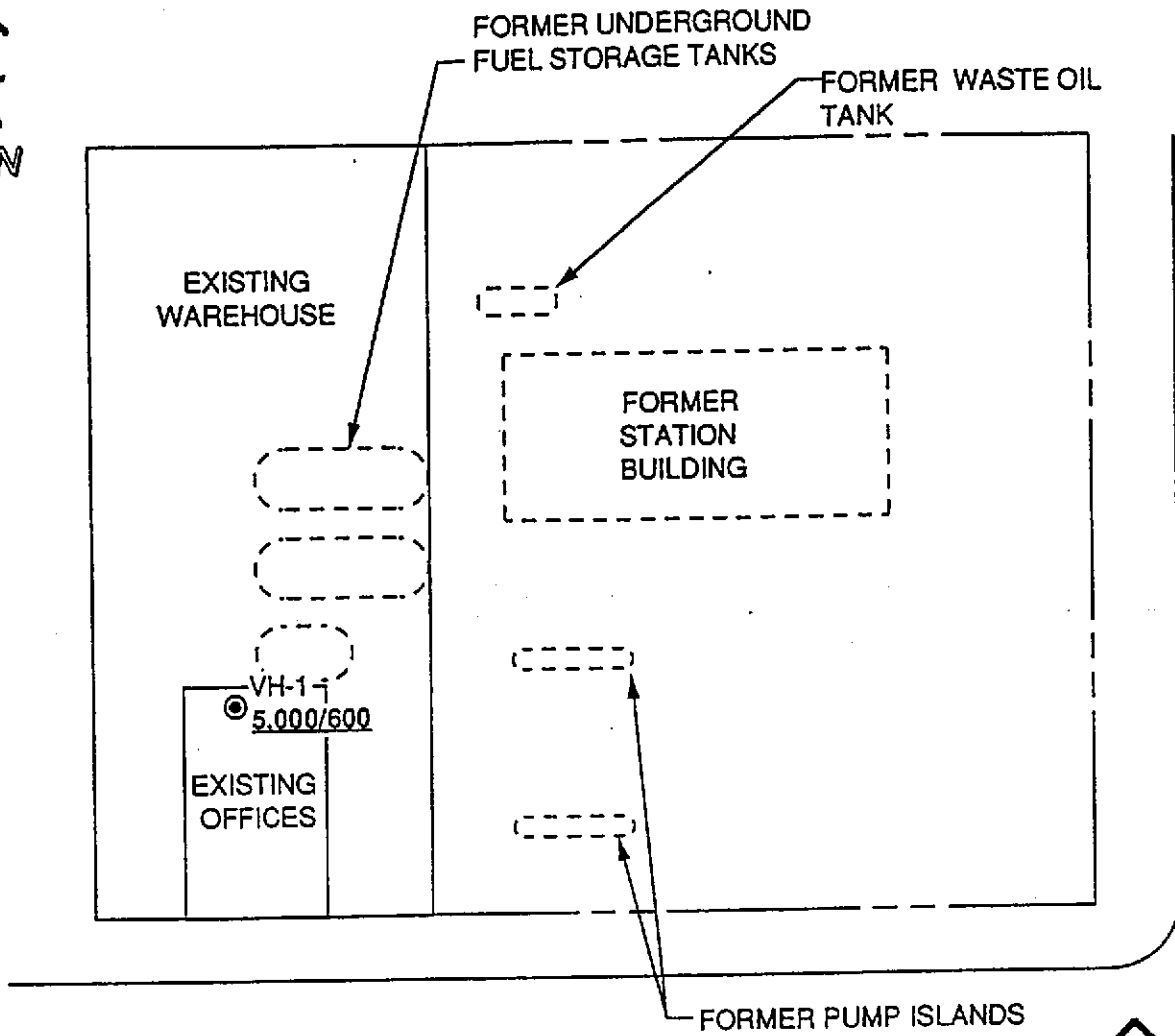 FORMER UNDERGROUND
FUEL STORAGE TANKS
FORMER WASTE OIL
TANK
N
EXISTING
WAREHOUSE
FORMER
STATION
BUILDING
VH-1
5,000/600
EXISTING
OFFICES
FORMER PUMP ISLANDS